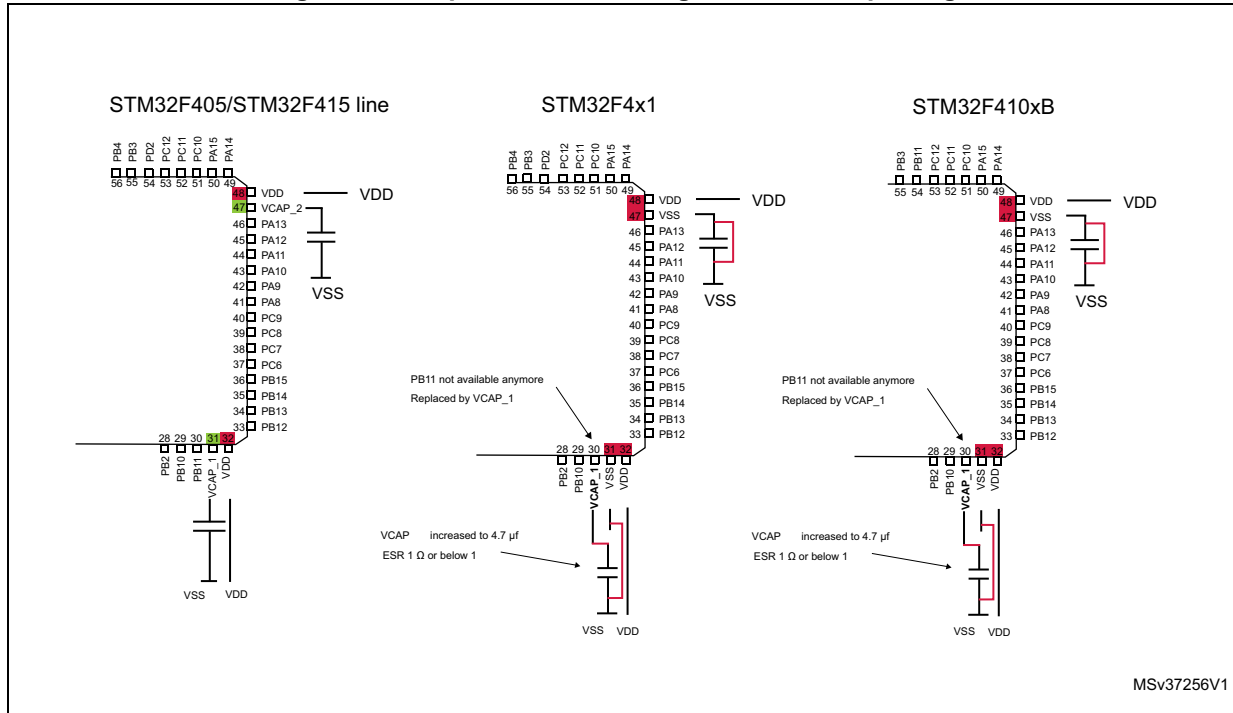 STM32F405/STM32F415 line
PB4
PB3
PD2
PC12
PC11
PC10
PA15
PA14
56 55 54 53 52 51 50 49
48 VDD
47 VCAP_2
46 PA13
45 PA12
44 PA11
43 PA10
42 PA9
41 PA8
40 PC9
39 PC8
38 PC7
37 PC6
36 PB15
35 PB14
34 PB13
33 PB12
28 29 30 31 32
PB2
PB10
PB11
VCAP_1
VDD
VDD
VSS
VSS VDD
STM32F4x1
PB4
PB3
PD2
PC12
PC11
PC10
PA15
PA14
56 55 54 53 52 51 50 49
48 VDD
47 VSS
46 PA13
45 PA12
44 PA11
43 PA10
42 PA9
41 PA8
40 PC9
39 PC8
38 PC7
37 PC6
36 PB15
35 PB14
34 PB13
33 PB12
PB11 not available anymore
Replaced by VCAP_1
28 29 30 31 32
PB2
PB10
VCAP_1
VSS
VDD
VDD
VSS
VCAP increased to 4.7 µf
ESR 1 Ω or below 1
VSS VDD
STM32F410xB
PB3
PB11
PC12
PC11
PC10
PA15
PA14
55 54 53 52 51 50 49
48 VDD
47 VSS
46 PA13
45 PA12
44 PA11
43 PA10
42 PA9
41 PA8
40 PC9
39 PC8
38 PC7
37 PC6
36 PB15
35 PB14
34 PB13
33 PB12
PB11 not available anymore
Replaced by VCAP_1
28 29 30 31 32
PB2
PB10
VCAP_1
VSS
VDD
VDD
VSS
VCAP increased to 4.7 µf
ESR 1 Ω or below 1
VSS VDD
MSv37256V1